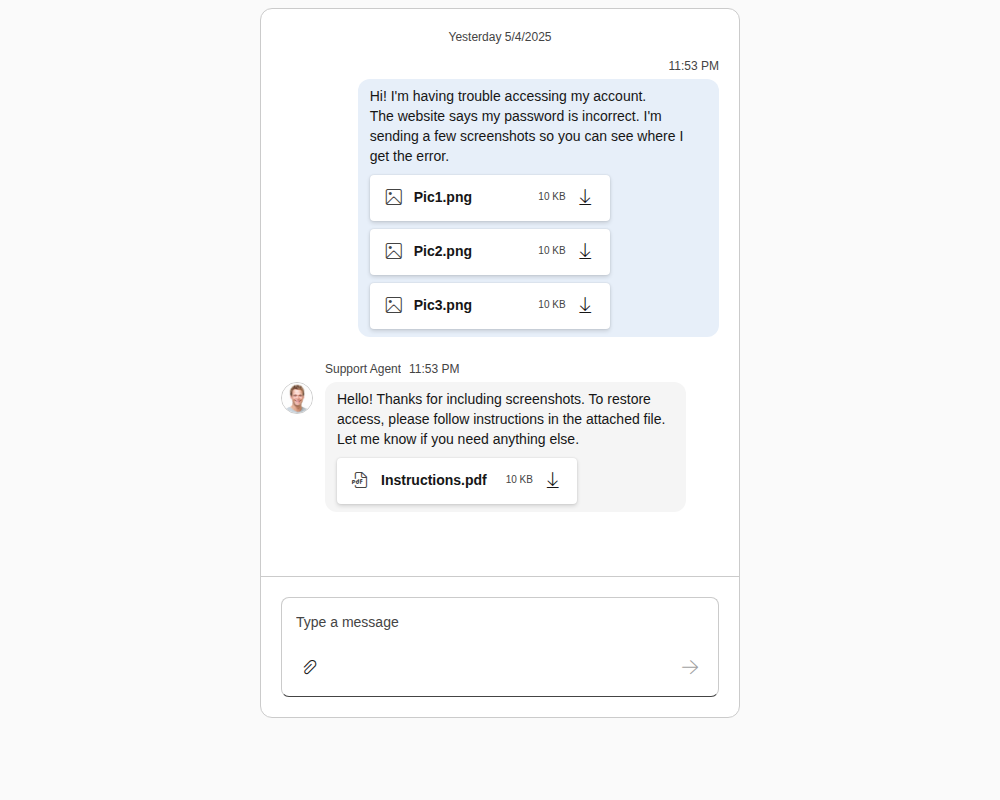 Yesterday 5/4/2025
11:53 PM
Hi! I'm having trouble accessing my account.
The website says my password is incorrect. I'm
sending a few screenshots so you can see where I
get the error.
Pic1.png 10 KB
Pic2.png 10 KB
Pic3.png 10 KB
Support Agent 11:53 PM
Hello! Thanks for including screenshots. To restore
access, please follow instructions in the attached file.
Let me know if you need anything else.
PDF Instructions.pdf 10 KB
Type a message